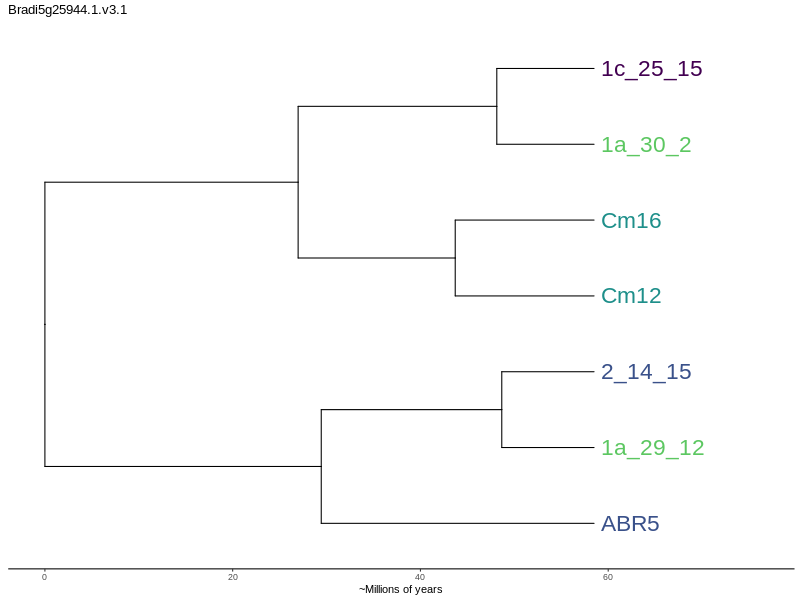 Bradi5g25944.1.v3.1
1c_25_15
1a_30_2
Cm16
Cm12
2_14_15
1a_29_12
ABR5
0 20 40 60
~Millions of years